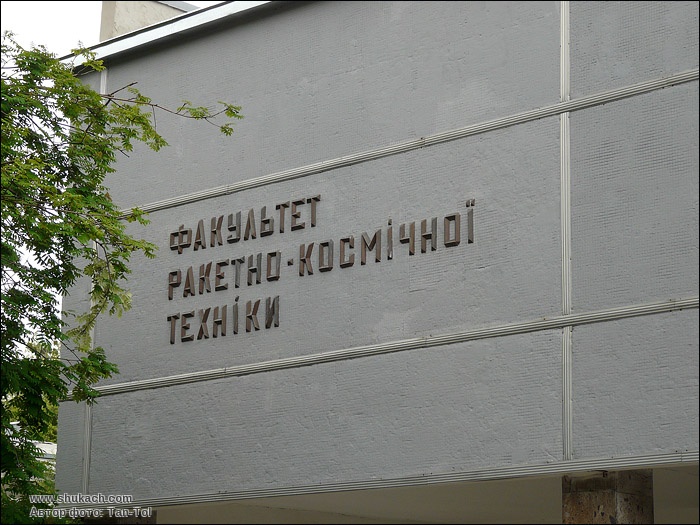 ФАКУЛЬТЕТ
РАКЕТНО-КОСМІЧНОЇ
ТЕХНІКИ
www.shukach.com
Автор фото: Tan-Tol